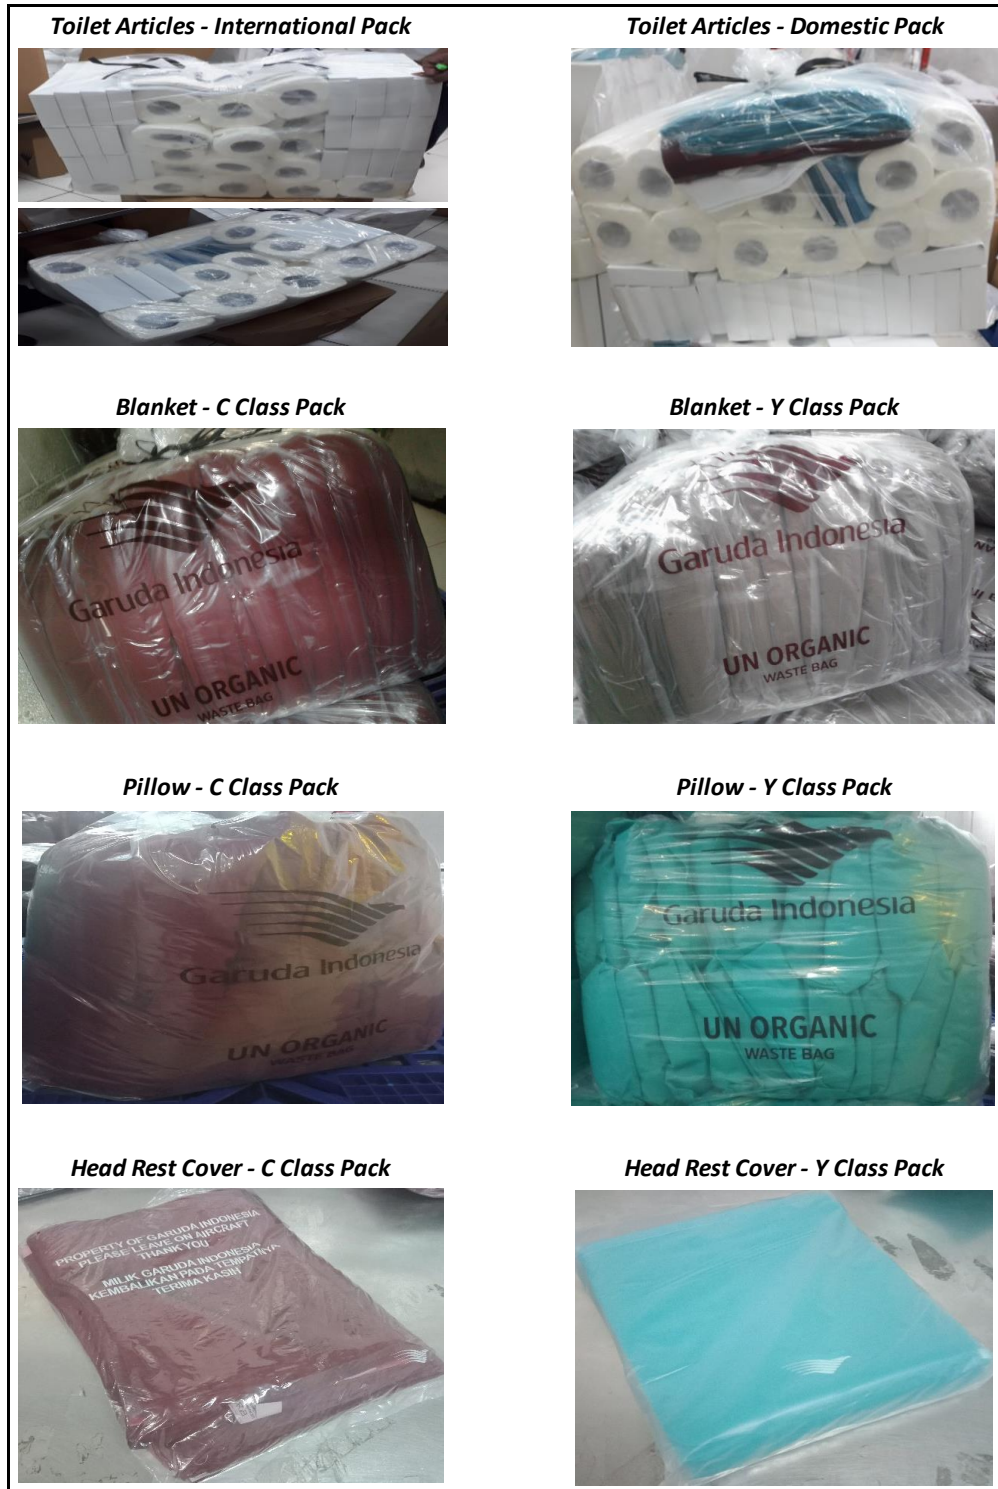 Toilet Articles - International Pack
Toilet Articles - Domestic Pack
Blanket - C Class Pack
Blanket - Y Class Pack
Garuda Indonesia
UN ORGANIC
WASTE BAG
Garuda Indonesia
UN ORGANIC
WASTE BAG
Pillow - C Class Pack
Pillow - Y Class Pack
Garuda Indonesia
UN ORGANIC
WASTE BAG
Garuda Indonesia
UN ORGANIC
WASTE BAG
Head Rest Cover - C Class Pack
Head Rest Cover - Y Class Pack
PROPERTY OF GARUDA INDONESIA
PLEASE LEAVE ON AIRCRAFT
THANK YOU
MILIK GARUDA INDONESIA
KEMBALIKAN PADA TEMPATNYA
TERIMA KASIH